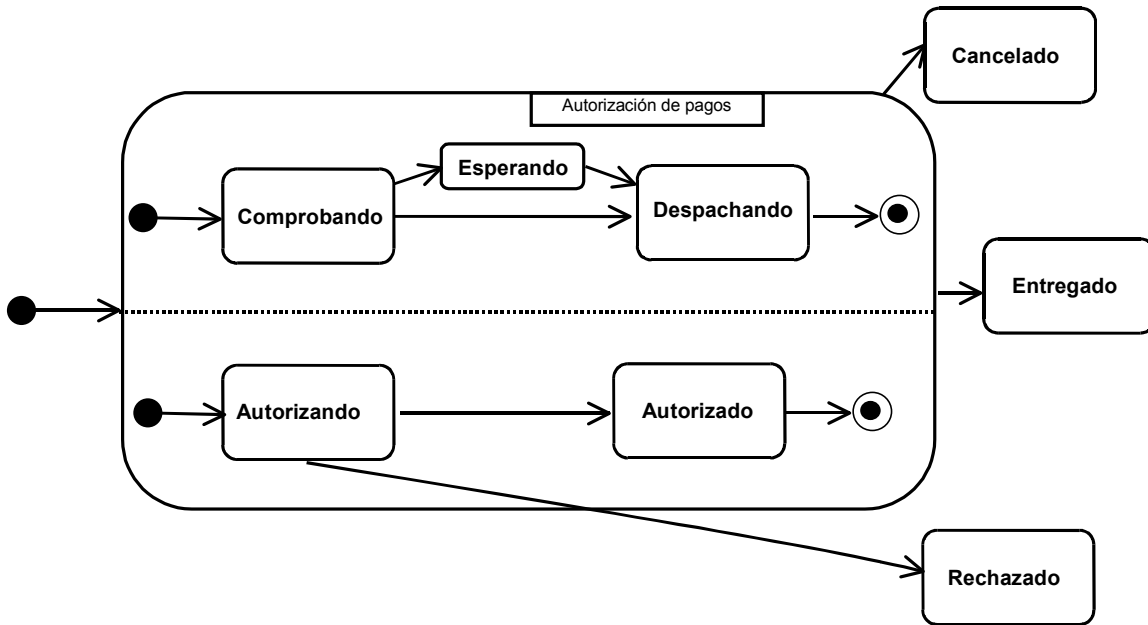 Cancelado
Autorización de pagos
Esperando
Comprobando
Despachando
Entregado
Autorizando
Autorizado
Rechazado